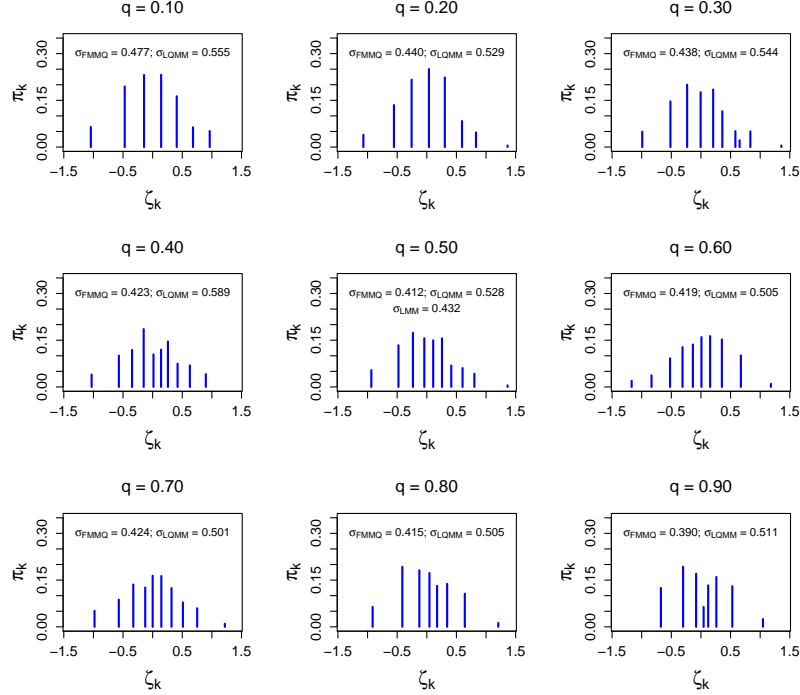 q = 0.10
σFMMQ = 0.477; σLQMM = 0.555
πk
0.00 0.15 0.30
−1.5 −0.5 0.5 1.5
ζk
q = 0.20
σFMMQ = 0.440; σLQMM = 0.529
πk
0.00 0.15 0.30
−1.5 −0.5 0.5 1.5
ζk
q = 0.30
σFMMQ = 0.438; σLQMM = 0.544
πk
0.00 0.15 0.30
−1.5 −0.5 0.5 1.5
ζk
q = 0.40
σFMMQ = 0.423; σLQMM = 0.589
πk
0.00 0.15 0.30
−1.5 −0.5 0.5 1.5
ζk
q = 0.50
σFMMQ = 0.412; σLQMM = 0.528
σLMM = 0.432
πk
0.00 0.15 0.30
−1.5 −0.5 0.5 1.5
ζk
q = 0.60
σFMMQ = 0.419; σLQMM = 0.505
πk
0.00 0.15 0.30
−1.5 −0.5 0.5 1.5
ζk
q = 0.70
σFMMQ = 0.424; σLQMM = 0.501
πk
0.00 0.15 0.30
−1.5 −0.5 0.5 1.5
ζk
q = 0.80
σFMMQ = 0.415; σLQMM = 0.505
πk
0.00 0.15 0.30
−1.5 −0.5 0.5 1.5
ζk
q = 0.90
σFMMQ = 0.390; σLQMM = 0.511
πk
0.00 0.15 0.30
−1.5 −0.5 0.5 1.5
ζk